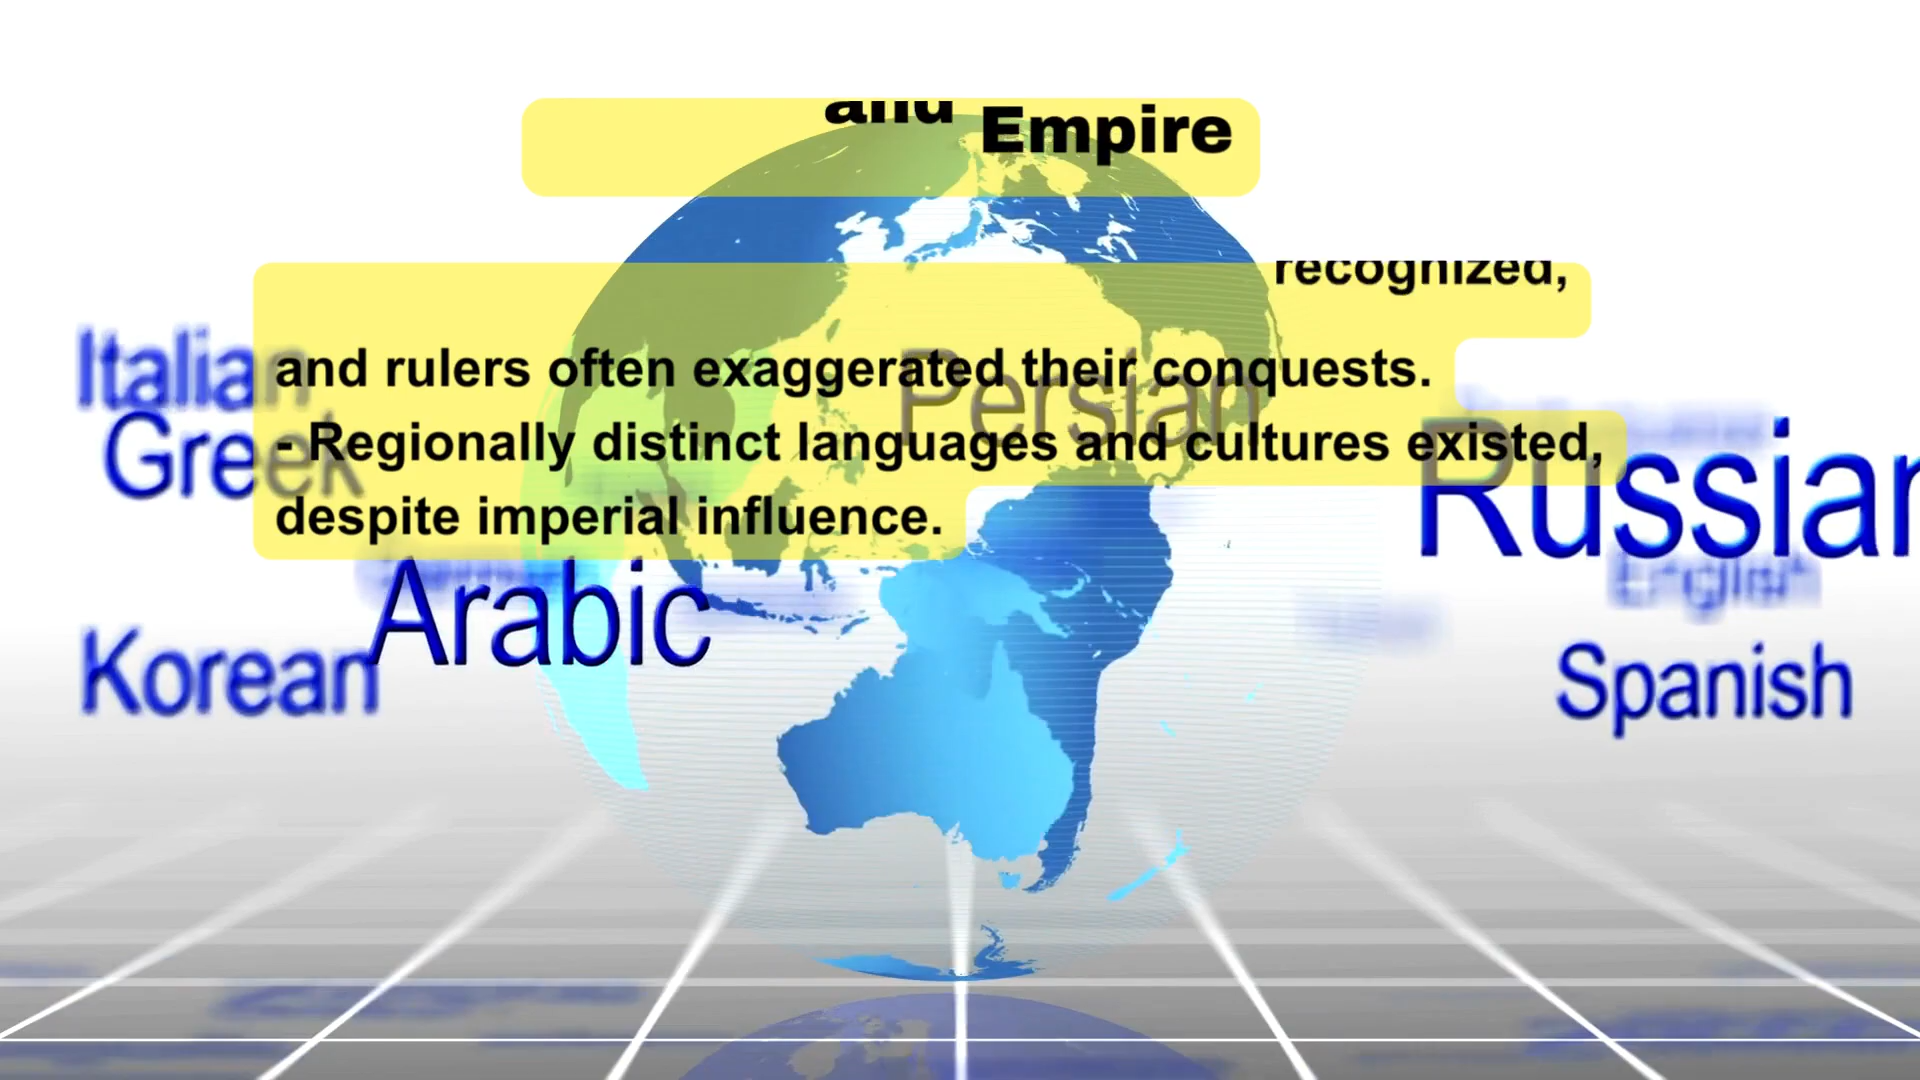 and Empire
recognized,
and rulers often exaggerated their conquests.
- Regionally distinct languages and cultures existed,
despite imperial influence.
Italian
Persian
Greek
Russian
Arabic
English
Korean
Spanish